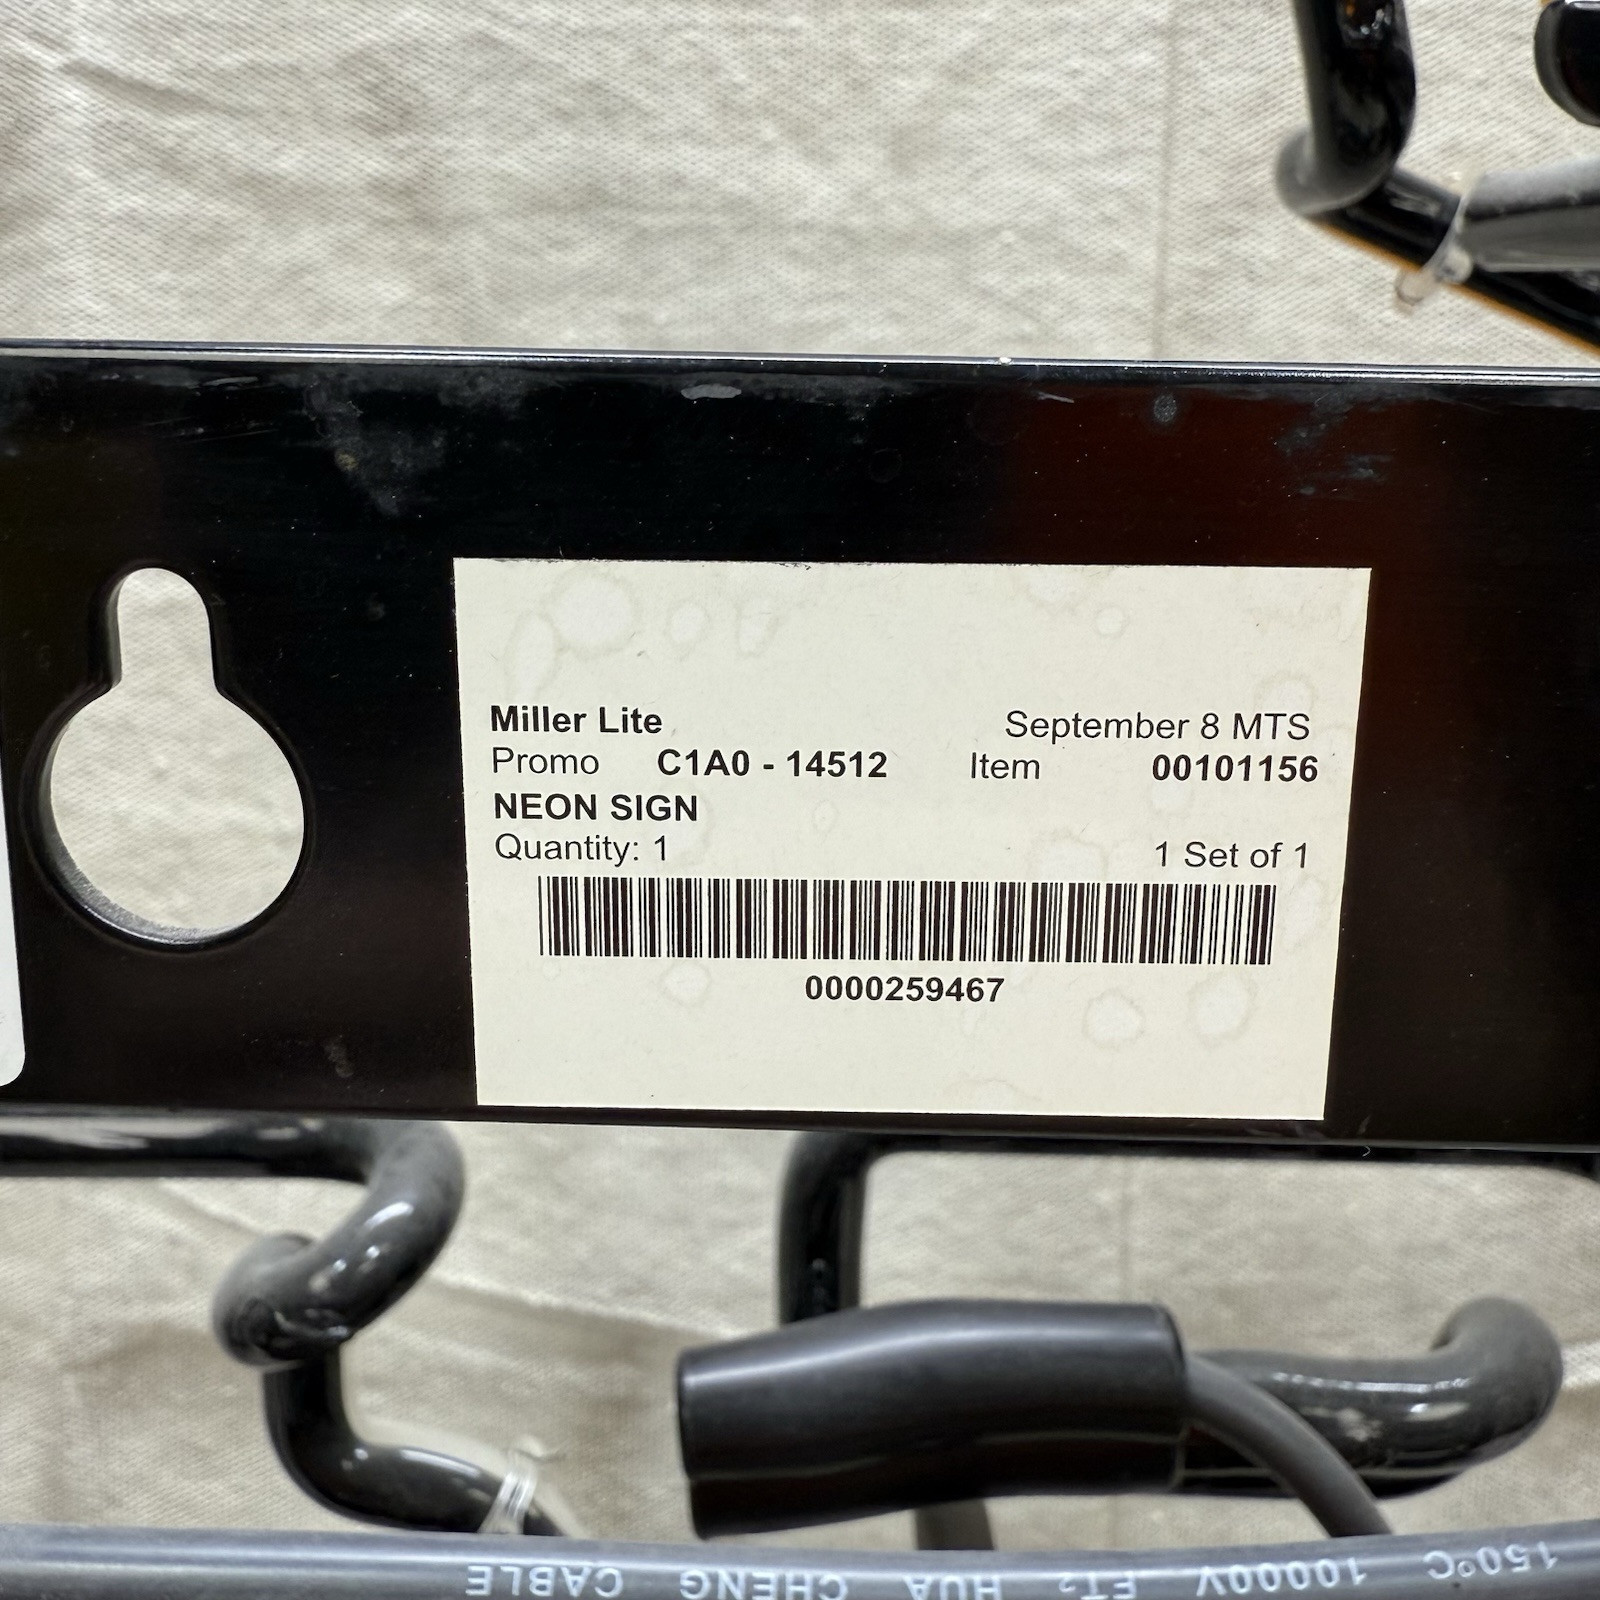 Miller Lite September 8 MTS
Promo C1A0 - 14512 Item 00101156
NEON SIGN
Quantity: 1 1 Set of 1
0000259467
150°C 10000V FT2 HUA CHENG CABLE